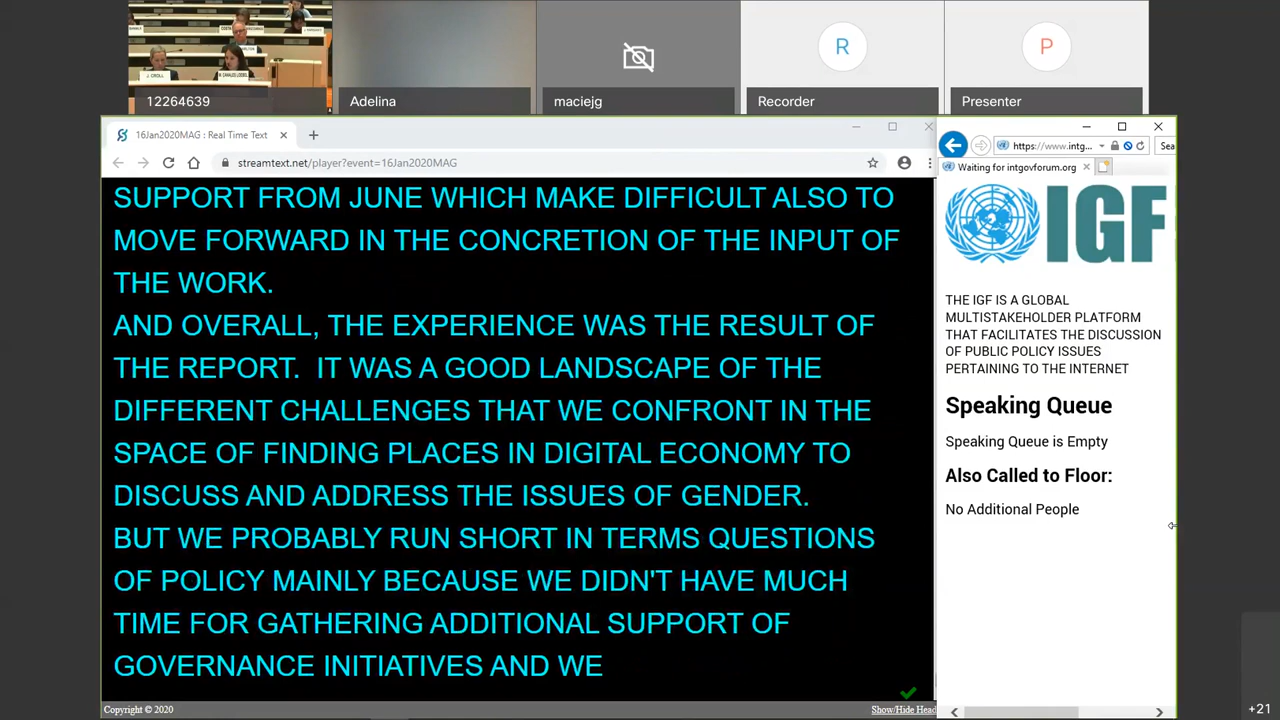 J. CROLL
12264639
Adelina
maciejg
R
Recorder
P
Presenter
16Jan2020MAG : Real Time Text
streamtext.net/player?event=16Jan2020MAG
SUPPORT FROM JUNE WHICH MAKE DIFFICULT ALSO TO
MOVE FORWARD IN THE CONCRETION OF THE INPUT OF
THE WORK.
AND OVERALL, THE EXPERIENCE WAS THE RESULT OF
THE REPORT.  IT WAS A GOOD LANDSCAPE OF THE
DIFFERENT CHALLENGES THAT WE CONFRONT IN THE
SPACE OF FINDING PLACES IN DIGITAL ECONOMY TO
DISCUSS AND ADDRESS THE ISSUES OF GENDER.
BUT WE PROBABLY RUN SHORT IN TERMS QUESTIONS
OF POLICY MAINLY BECAUSE WE DIDN'T HAVE MUCH
TIME FOR GATHERING ADDITIONAL SUPPORT OF
GOVERNANCE INITIATIVES AND WE
Copyright © 2020
Show/Hide Head
https://www.intg...
Sea
Waiting for intgovforum.org
IGF
THE IGF IS A GLOBAL
MULTISTAKEHOLDER PLATFORM
THAT FACILITATES THE DISCUSSION
OF PUBLIC POLICY ISSUES
PERTAINING TO THE INTERNET
Speaking Queue
Speaking Queue is Empty
Also Called to Floor:
No Additional People
+21